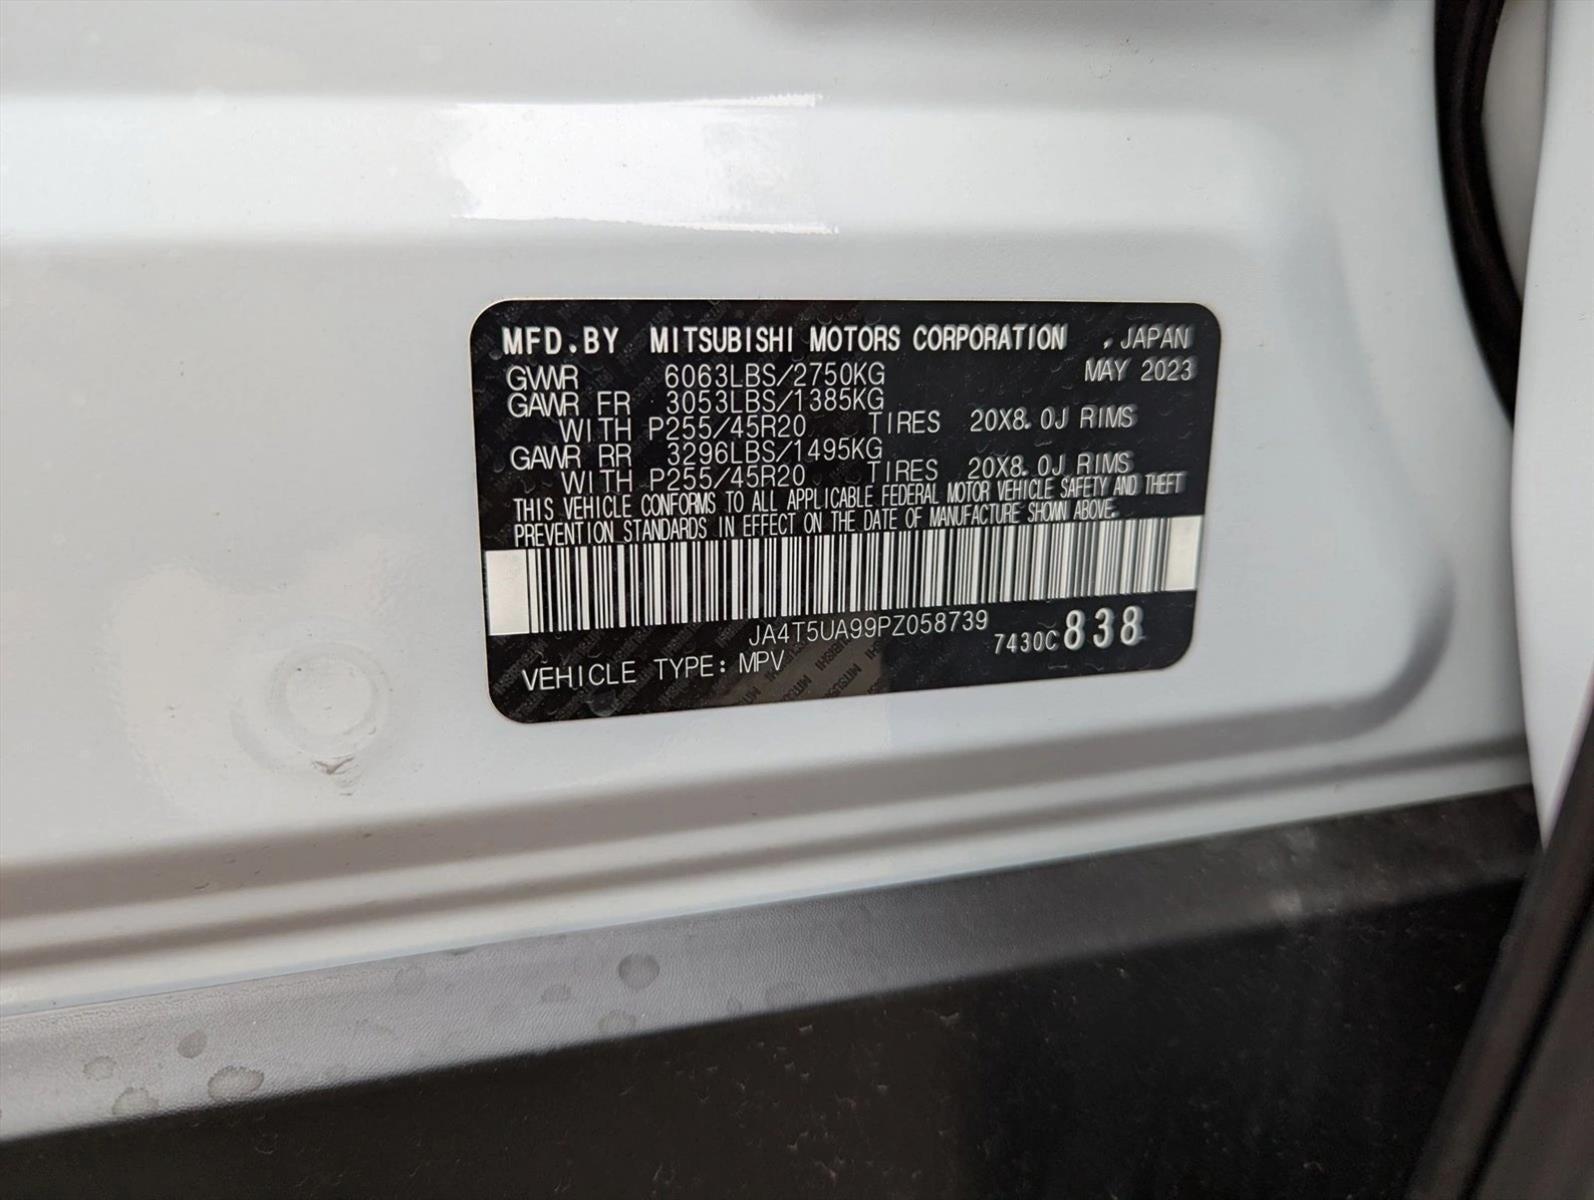 MFD.BY MITSUBISHI MOTORS CORPORATION , JAPAN
GVWR 6063LBS/2750KG MAY 2023
GAWR FR 3053LBS/1385KG
WITH P255/45R20 TIRES 20X8.0J RIMS
GAWR RR 3296LBS/1495KG
WITH P255/45R20 TIRES 20X8.0J RIMS
THIS VEHICLE CONFORMS TO ALL APPLICABLE FEDERAL MOTOR VEHICLE SAFETY AND THEFT
PREVENTION STANDARDS IN EFFECT ON THE DATE OF MANUFACTURE SHOWN ABOVE.
JA4T5UA99PZ058739
7430C 838
VEHICLE TYPE: MPV